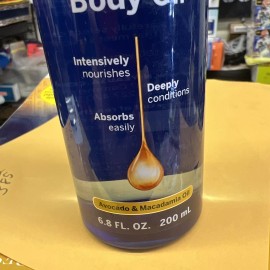 Body Oil
Intensively
nourishes
Deeply
conditions
Absorbs
easily
Avocado & Macadamia Oil
6.8 FL. OZ. 200 mL